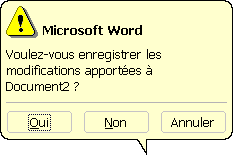 Microsoft Word
Voulez-vous enregistrer les
modifications apportées à
Document2 ?
Oui Non Annuler